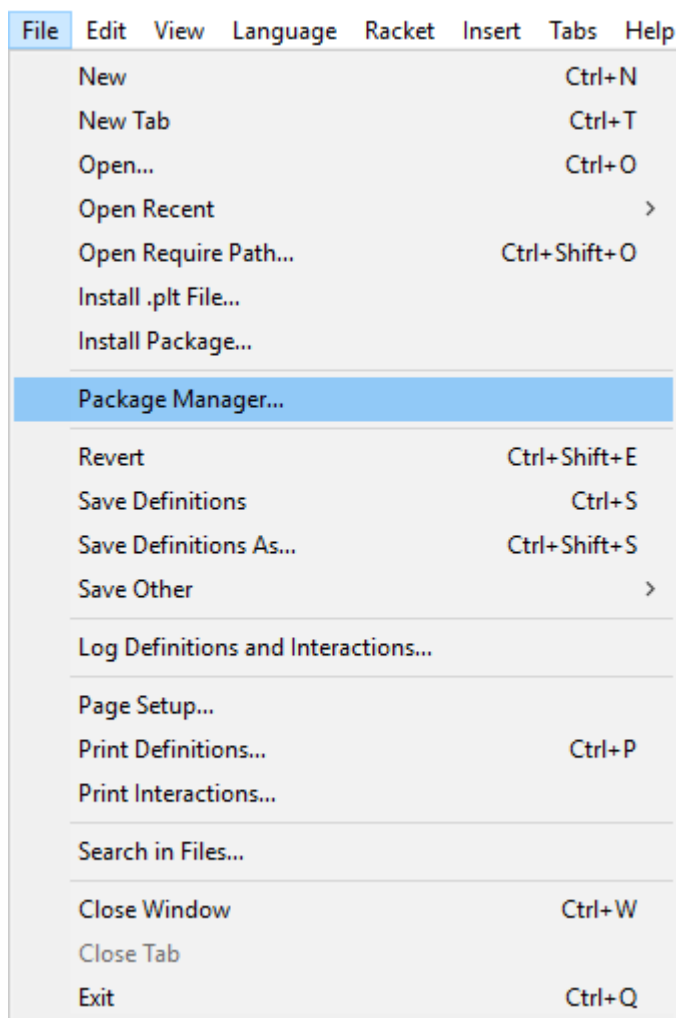 File Edit View Language Racket Insert Tabs Help
New Ctrl+N
New Tab Ctrl+T
Open... Ctrl+O
Open Recent >
Open Require Path... Ctrl+Shift+O
Install .plt File...
Install Package...
Package Manager...
Revert Ctrl+Shift+E
Save Definitions Ctrl+S
Save Definitions As... Ctrl+Shift+S
Save Other >
Log Definitions and Interactions...
Page Setup...
Print Definitions... Ctrl+P
Print Interactions...
Search in Files...
Close Window Ctrl+W
Close Tab
Exit Ctrl+Q